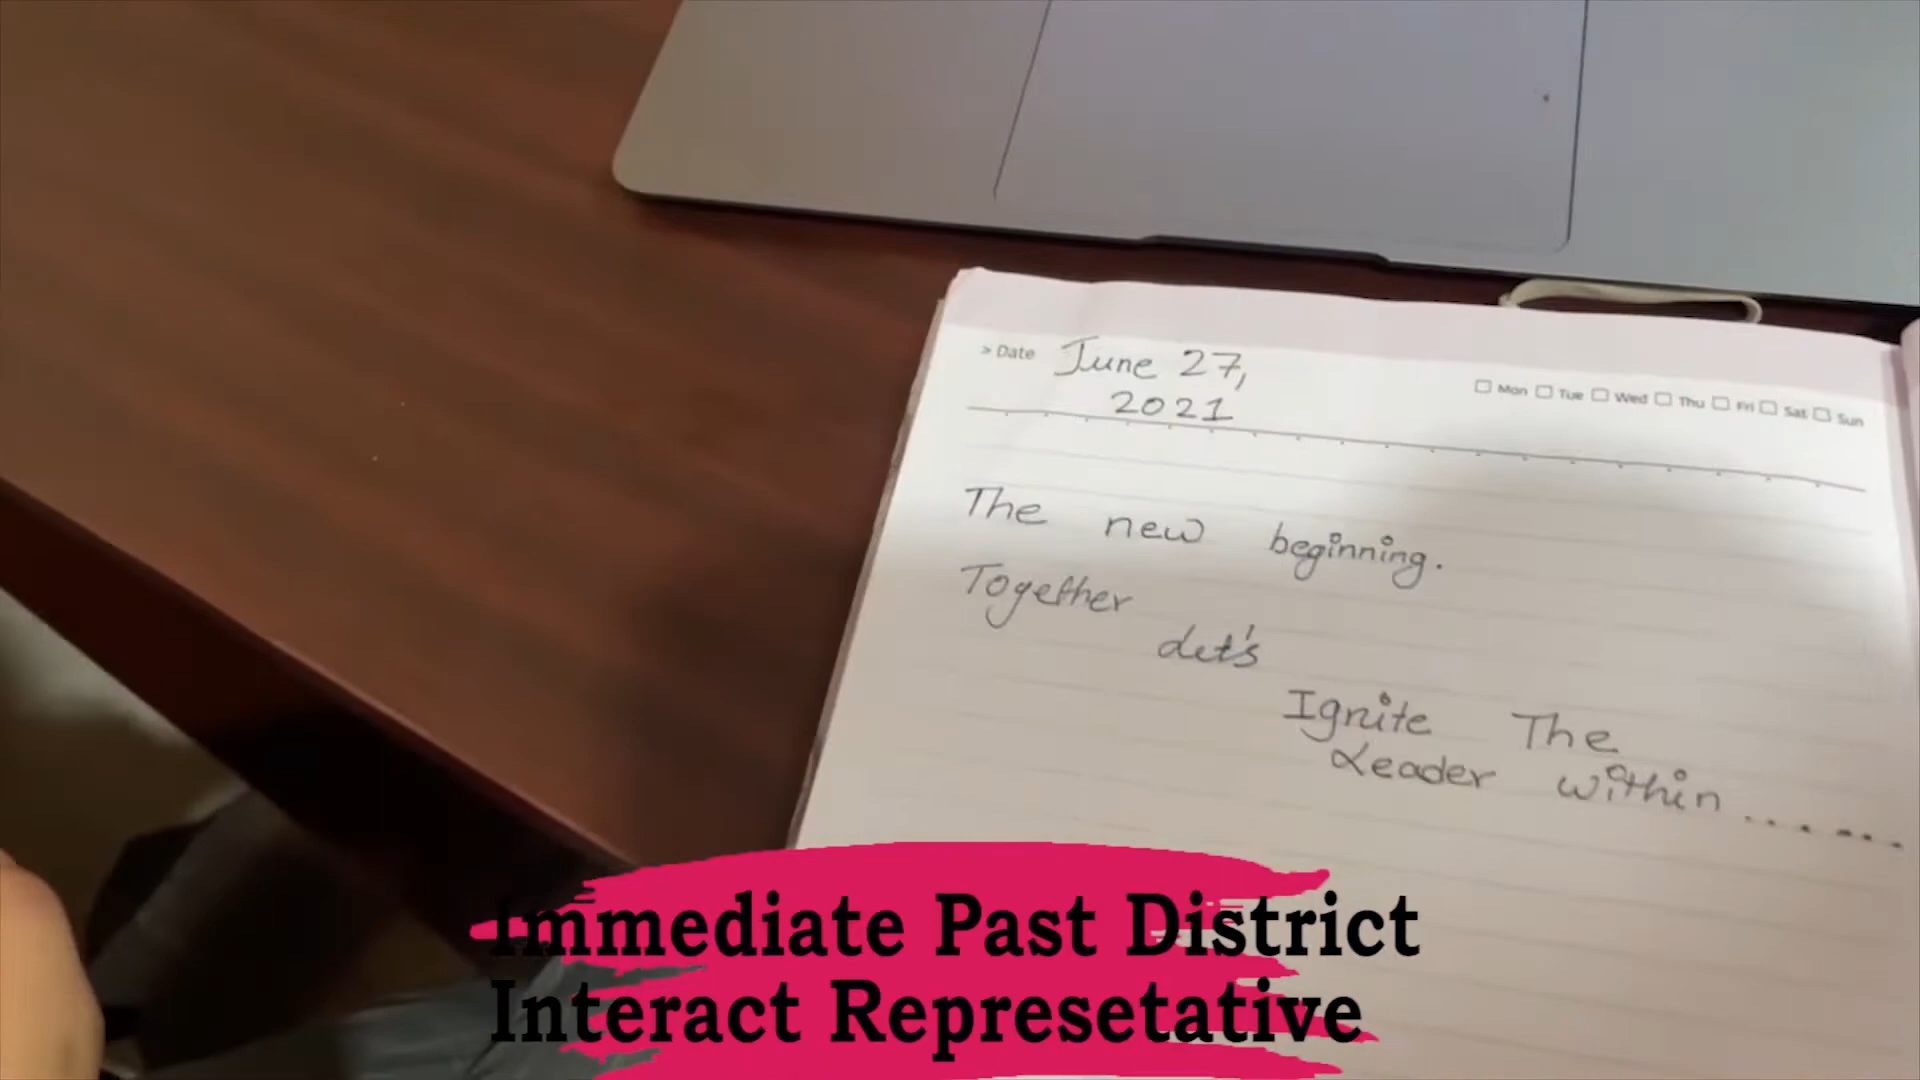 > Date June 27,
2021
Mon Tue Wed Thu Fri Sat Sun
The new beginning.
Together
Let's
Ignite The
Leader within.......
Immediate Past District
Interact Represetative